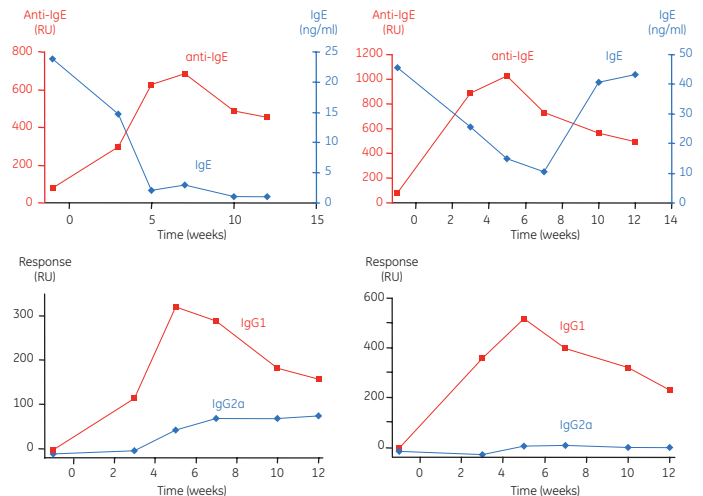 Anti-IgE
(RU)
IgE
(ng/ml)
800
600
400
200
0
25
20
15
10
5
0
anti-IgE
IgE
0
5
10
15
Time (weeks)
Anti-IgE
(RU)
IgE
(ng/ml)
1200
1000
800
600
400
200
0
50
40
30
20
10
0
anti-IgE
IgE
0
2
4
6
8
10
12
14
Time (weeks)
Response
(RU)
300
200
100
0
IgG1
IgG2a
0
2
4
6
8
10
12
Time (weeks)
Response
(RU)
600
400
200
0
IgG1
IgG2a
0
2
4
6
8
10
12
Time (weeks)